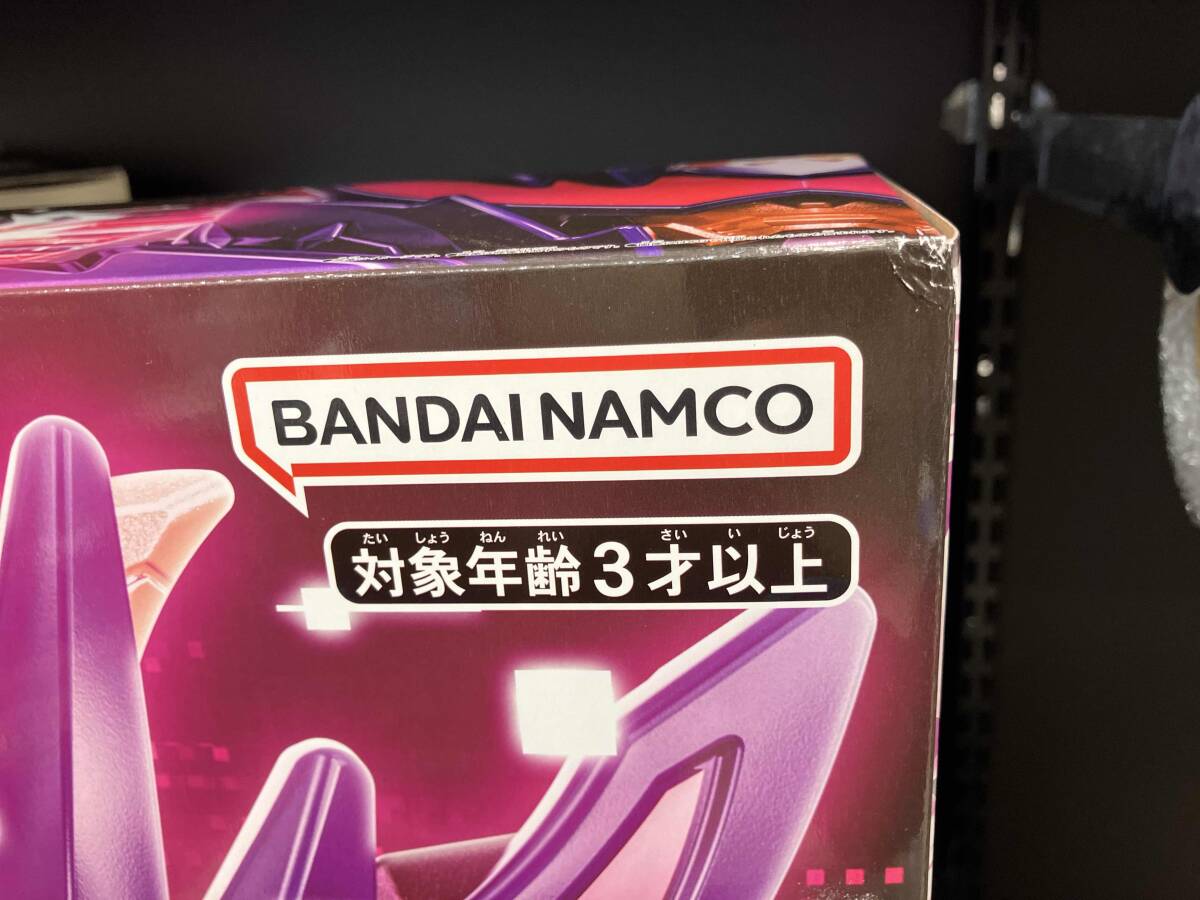 BANDAI NAMCO
たい しょう ねん れい さい い じょう
対象年齢3才以上